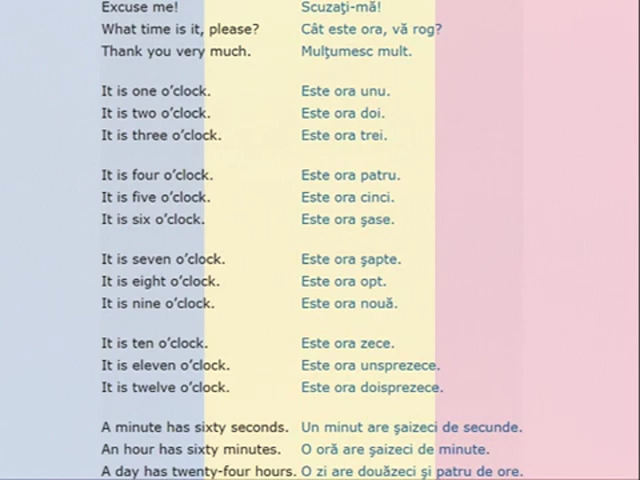 Excuse me! Scuzaţi-mă!
What time is it, please? Cât este ora, vă rog?
Thank you very much. Mulţumesc mult.
It is one o’clock. Este ora unu.
It is two o’clock. Este ora doi.
It is three o’clock. Este ora trei.
It is four o’clock. Este ora patru.
It is five o’clock. Este ora cinci.
It is six o’clock. Este ora şase.
It is seven o’clock. Este ora şapte.
It is eight o’clock. Este ora opt.
It is nine o’clock. Este ora nouă.
It is ten o’clock. Este ora zece.
It is eleven o’clock. Este ora unsprezece.
It is twelve o’clock. Este ora doisprezece.
A minute has sixty seconds. Un minut are şaizeci de secunde.
An hour has sixty minutes. O oră are şaizeci de minute.
A day has twenty-four hours. O zi are douăzeci şi patru de ore.